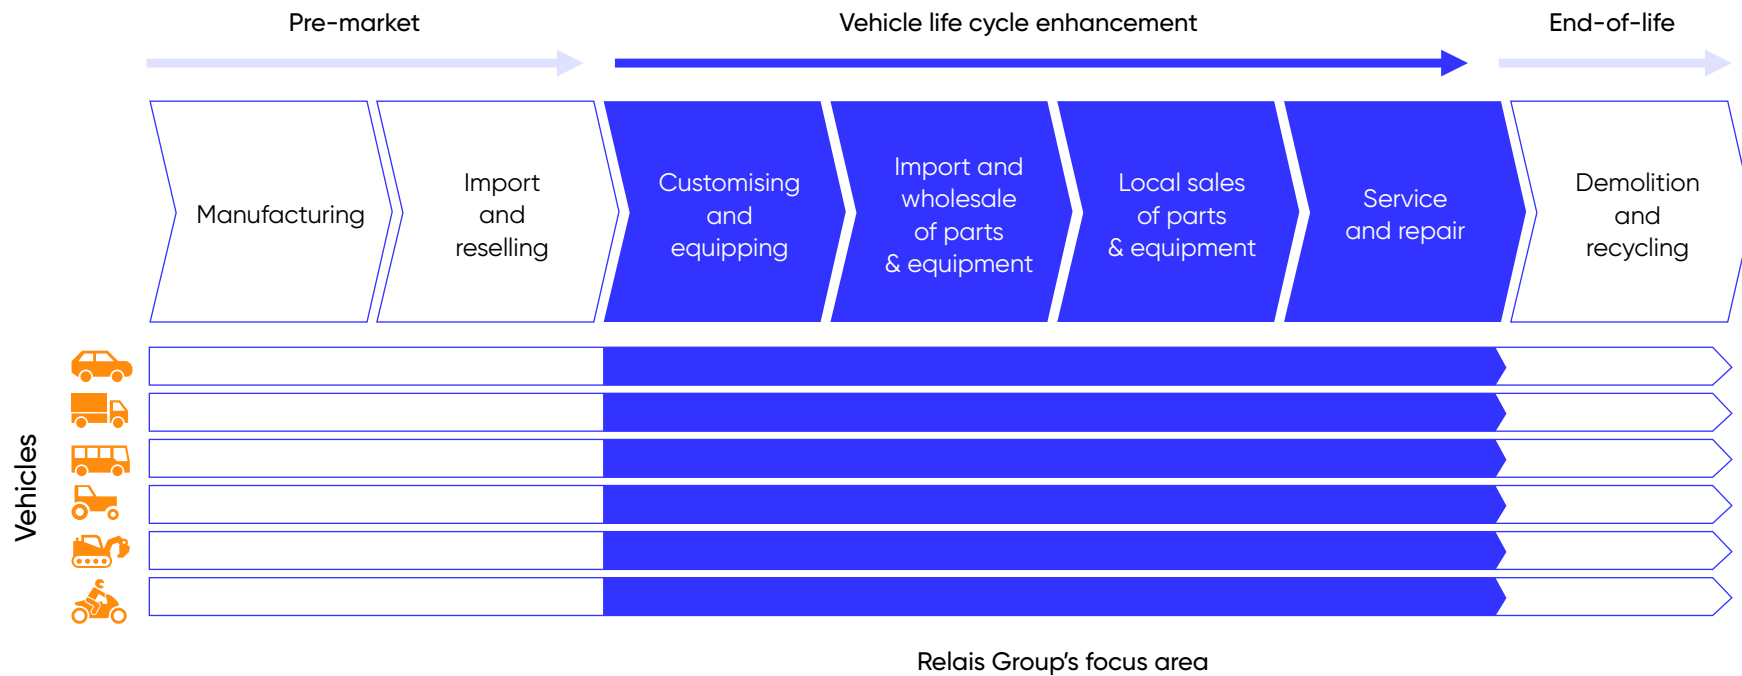 Pre-market
Vehicle life cycle enhancement
End-of-life
Manufacturing
Import
and
reselling
Customising
and
equipping
Import and
wholesale
of parts
& equipment
Local sales
of parts
& equipment
Service
and repair
Demolition
and
recycling
Vehicles
Relais Group's focus area